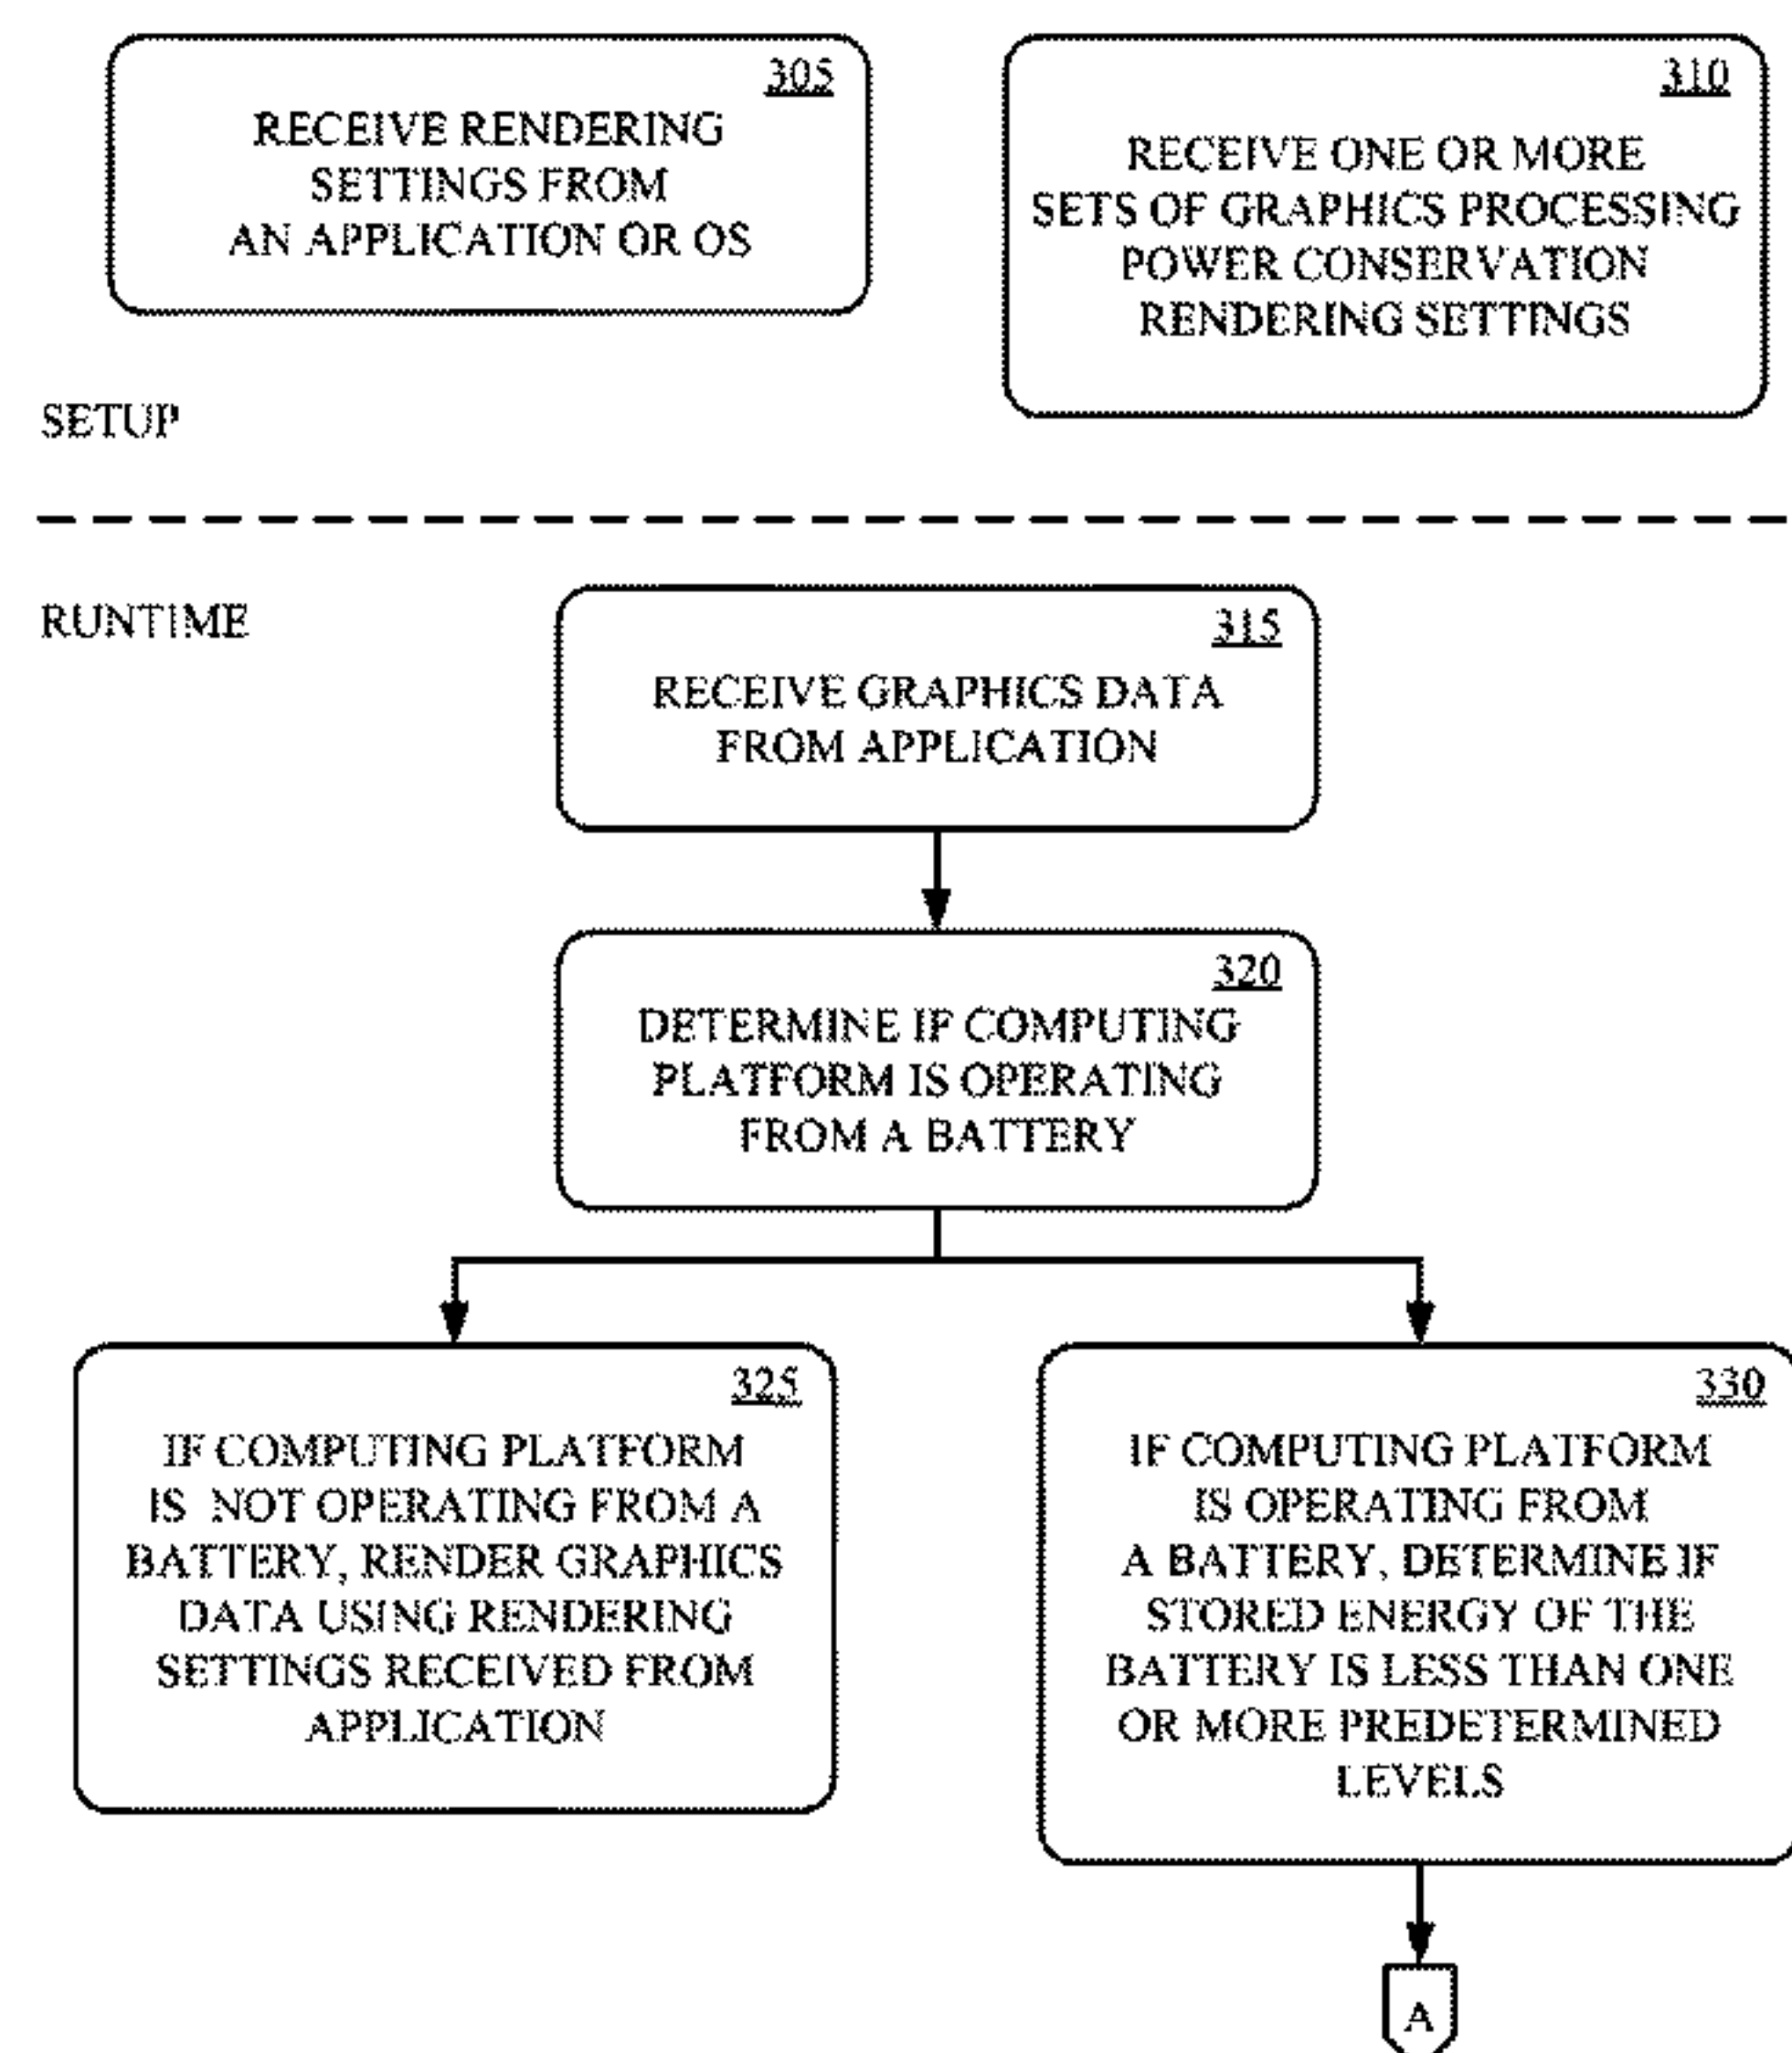 305
RECEIVE RENDERING
SETTINGS FROM
AN APPLICATION OR OS
310
RECEIVE ONE OR MORE
SETS OF GRAPHICS PROCESSING
POWER CONSERVATION
RENDERING SETTINGS
SETUP
RUNTIME
315
RECEIVE GRAPHICS DATA
FROM APPLICATION
320
DETERMINE IF COMPUTING
PLATFORM IS OPERATING
FROM A BATTERY
325
IF COMPUTING PLATFORM
IS NOT OPERATING FROM A
BATTERY, RENDER GRAPHICS
DATA USING RENDERING
SETTINGS RECEIVED FROM
APPLICATION
330
IF COMPUTING PLATFORM
IS OPERATING FROM
A BATTERY, DETERMINE IF
STORED ENERGY OF THE
BATTERY IS LESS THAN ONE
OR MORE PREDETERMINED
LEVELS
A